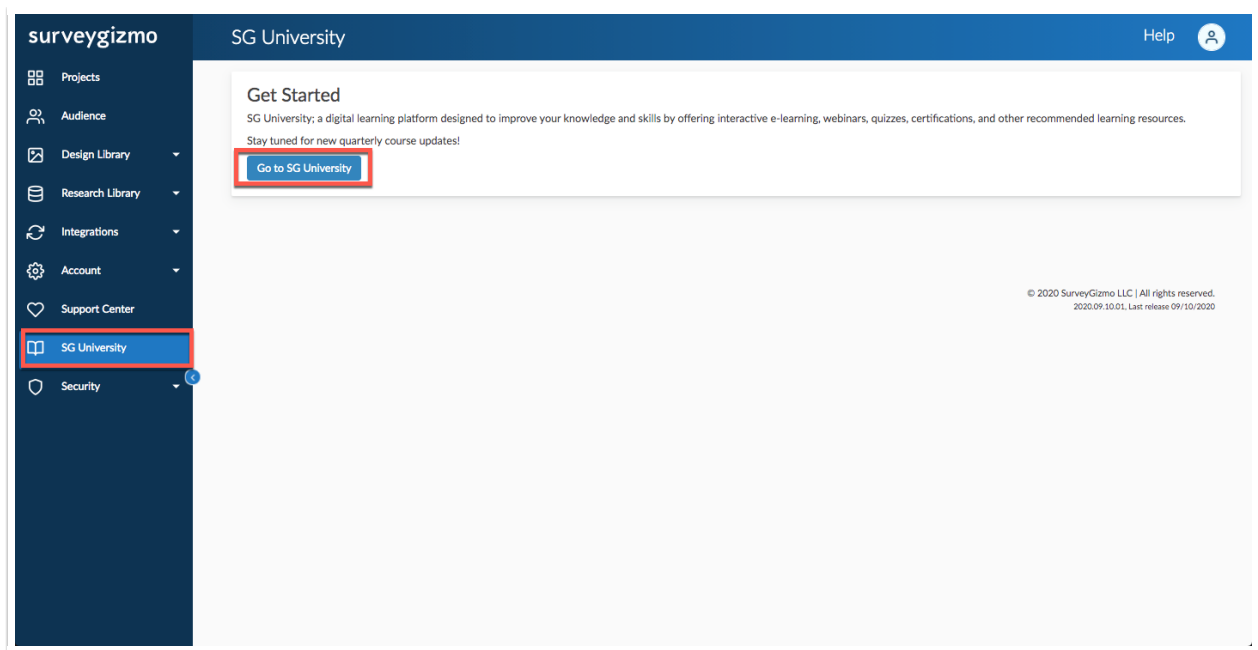 surveygizmo
SG University
Help
Projects
Audience
Design Library
Research Library
Integrations
Account
Support Center
SG University
Security
Get Started
SG University; a digital learning platform designed to improve your knowledge and skills by offering interactive e-learning, webinars, quizzes, certifications, and other recommended learning resources.
Stay tuned for new quarterly course updates!
Go to SG University
© 2020 SurveyGizmo LLC | All rights reserved.
2020.09.10.01, Last release 09/10/2020